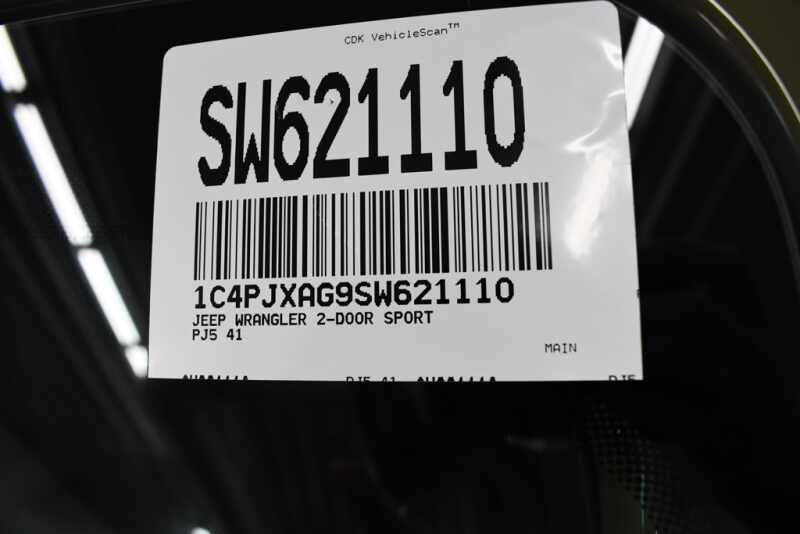 CDK VehicleScan™
SW621110
1C4PJXAG9SW621110
JEEP WRANGLER 2-DOOR SPORT
PJ5 41
MAIN